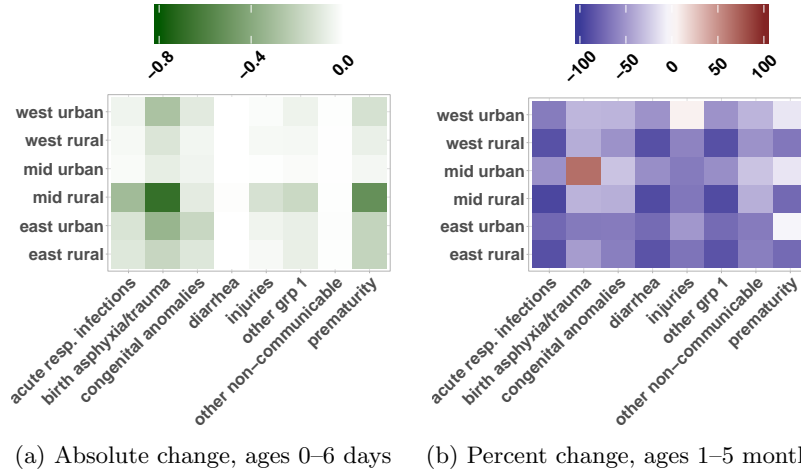 −0.8
−0.4
0.0
west urban
west rural
mid urban
mid rural
east urban
east rural
acute resp. infections
birth asphyxia/trauma
congenital anomalies
diarrhea
injuries
other grp 1
other non−communicable
prematurity
(a) Absolute change, ages 0–6 days
−100
−50
0
50
100
west urban
west rural
mid urban
mid rural
east urban
east rural
acute resp. infections
birth asphyxia/trauma
congenital anomalies
diarrhea
injuries
other grp 1
other non−communicable
prematurity
(b) Percent change, ages 1–5 month